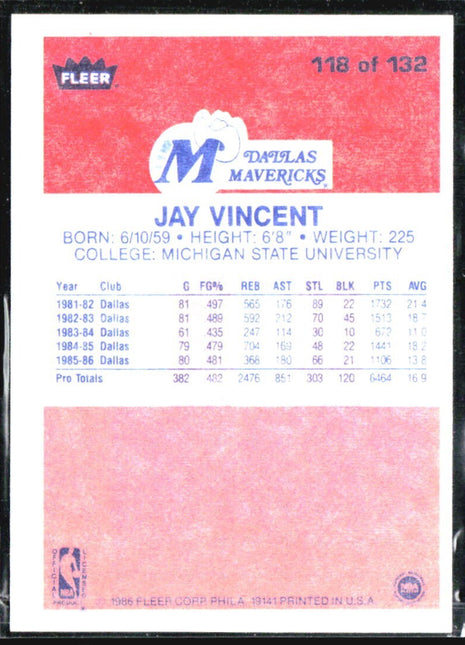 FLEER
118 of 132
M DALLAS
MAVERICKS
JAY VINCENT
BORN: 6/10/59 • HEIGHT: 6'8" • WEIGHT: 225
COLLEGE: MICHIGAN STATE UNIVERSITY
Year Club G FG% REB AST STL BLK PTS AVG
1981-82 Dallas 81 497 565 176 89 22 1732 21.4
1982-83 Dallas 81 489 592 212 70 45 1513 18.7
1983-84 Dallas 61 435 247 114 30 10 672 11.0
1984-85 Dallas 79 479 704 169 48 22 1441 18.2
1985-86 Dallas 80 481 368 180 66 21 1106 13.8
Pro Totals 382 482 2476 851 303 120 6464 16.9
OFFICIAL LICENSED
NBA
PRODUCT
1986 FLEER CORP PHILA. 19141 PRINTED IN U.S.A